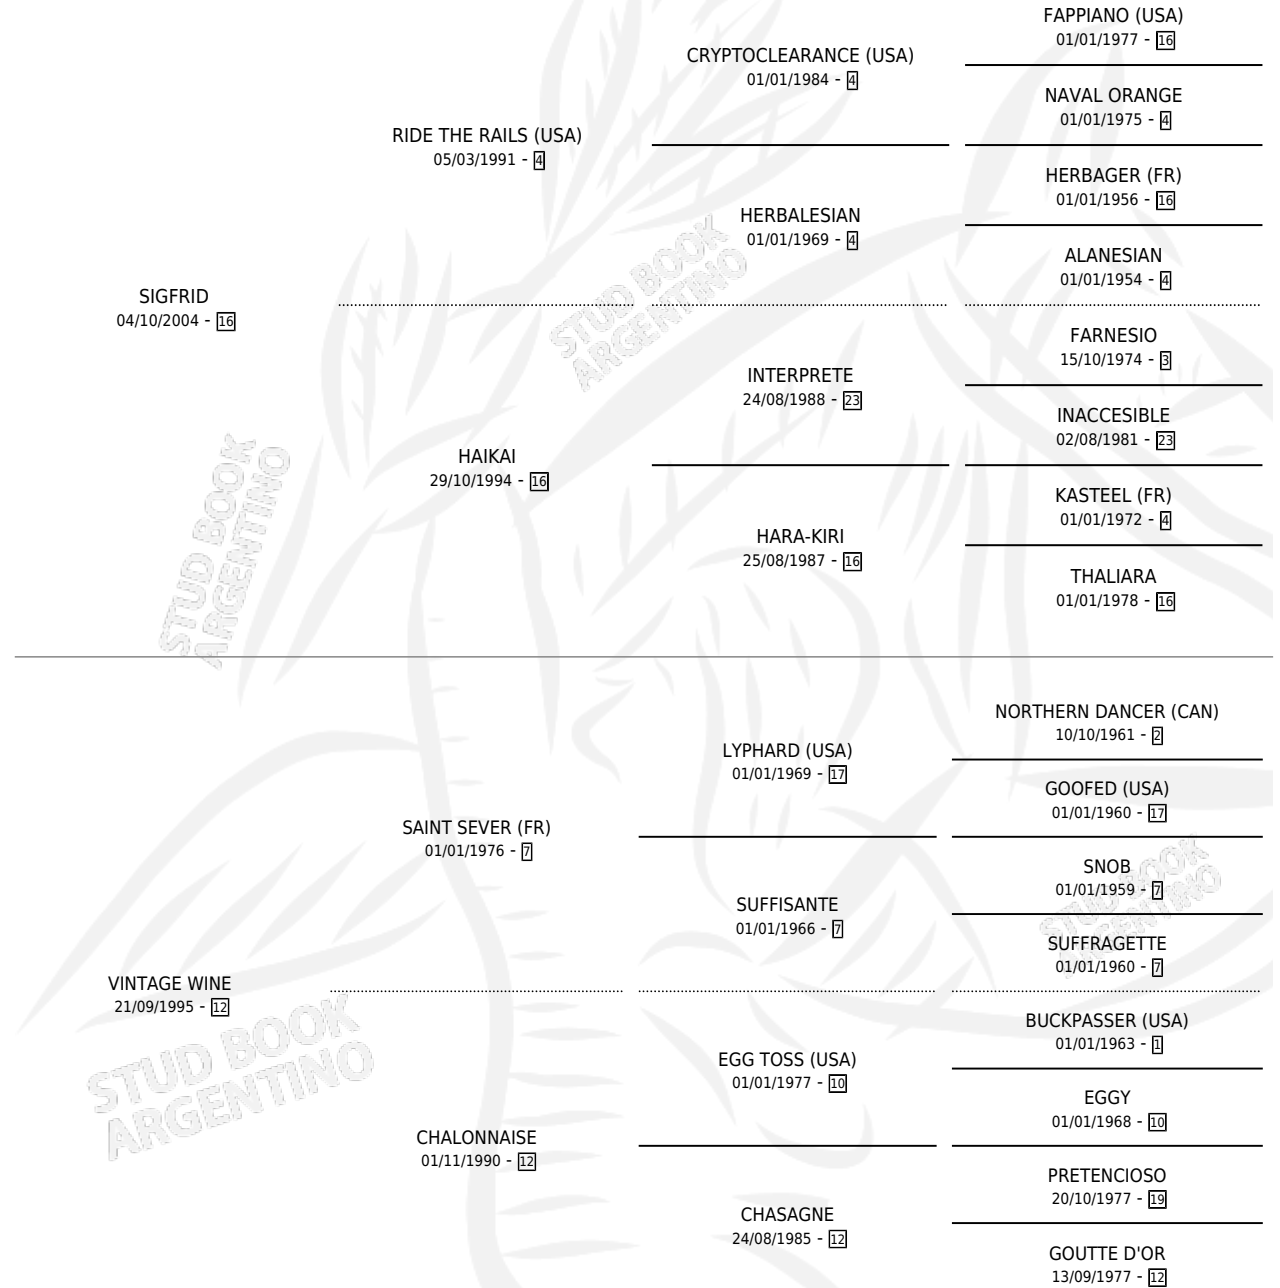 FAPPIANO (USA)
01/01/1977 - 16
CRYPTOCLEARANCE (USA)
01/01/1984 - 4
NAVAL ORANGE
01/01/1975 - 4
RIDE THE RAILS (USA)
05/03/1991 - 4
HERBAGER (FR)
01/01/1956 - 16
HERBALESIAN
01/01/1969 - 4
ALANESIAN
01/01/1954 - 4
SIGFRID
04/10/2004 - 16
STUD BOOK
ARGENTINO
FARNESIO
15/10/1974 - 3
INTERPRETE
24/08/1988 - 23
INACCESIBLE
02/08/1981 - 23
HAIKAI
29/10/1994 - 16
KASTEEL (FR)
01/01/1972 - 4
HARA-KIRI
25/08/1987 - 16
THALIARA
01/01/1978 - 16
STUD BOOK
ARGENTINO
NORTHERN DANCER (CAN)
10/10/1961 - 2
LYPHARD (USA)
01/01/1969 - 17
GOOFED (USA)
01/01/1960 - 17
SAINT SEVER (FR)
01/01/1976 - 7
SNOB
01/01/1959 - 7
SUFFISANTE
01/01/1966 - 7
SUFFRAGETTE
01/01/1960 - 7
STUD BOOK
ARGENTINO
VINTAGE WINE
21/09/1995 - 12
STUD BOOK
ARGENTINO
BUCKPASSER (USA)
01/01/1963 - 1
EGG TOSS (USA)
01/01/1977 - 10
EGGY
01/01/1968 - 10
CHALONNAISE
01/11/1990 - 12
PRETENCIOSO
20/10/1977 - 19
CHASAGNE
24/08/1985 - 12
GOUTTE D'OR
13/09/1977 - 12